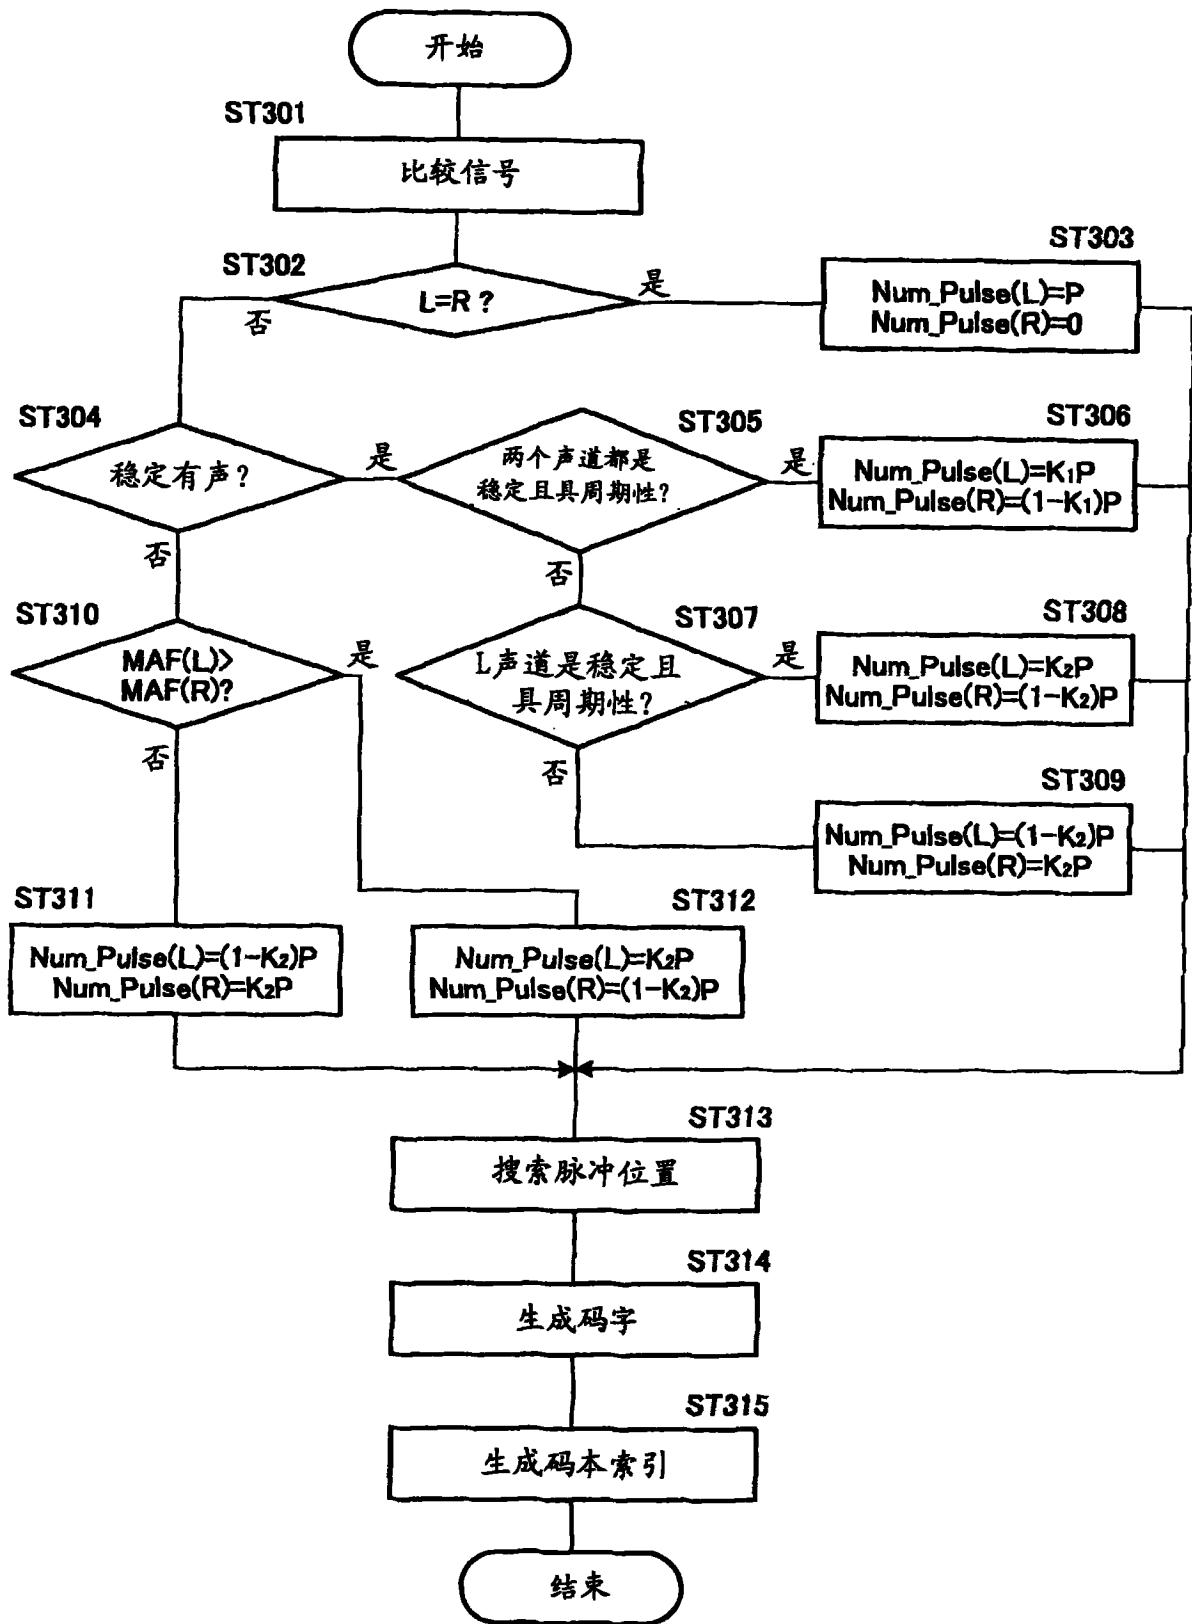 开始
ST301
比较信号
ST302
L=R？
是
否
ST303
Num_Pulse(L)=P
Num_Pulse(R)=0
ST304
稳定有声？
是
否
ST305
两个声道都是
稳定且具周期性？
是
否
ST306
Num_Pulse(L)=K₁P
Num_Pulse(R)=(1-K₁)P
ST310
MAF(L)>
MAF(R)?
是
否
ST307
L声道是稳定且
具周期性？
是
否
ST308
Num_Pulse(L)=K₂P
Num_Pulse(R)=(1-K₂)P
ST309
Num_Pulse(L)=(1-K₂)P
Num_Pulse(R)=K₂P
ST311
Num_Pulse(L)=(1-K₂)P
Num_Pulse(R)=K₂P
ST312
Num_Pulse(L)=K₂P
Num_Pulse(R)=(1-K₂)P
ST313
搜索脉冲位置
ST314
生成码字
ST315
生成码本索引
结束